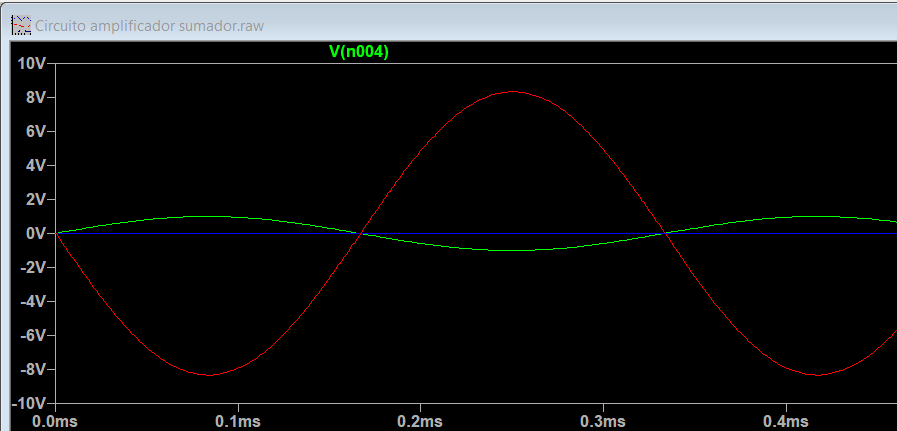 Circuito amplificador sumador.raw
V(n004)
10V
8V
6V
4V
2V
0V
-2V
-4V
-6V
-8V
-10V
0.0ms 0.1ms 0.2ms 0.3ms 0.4ms